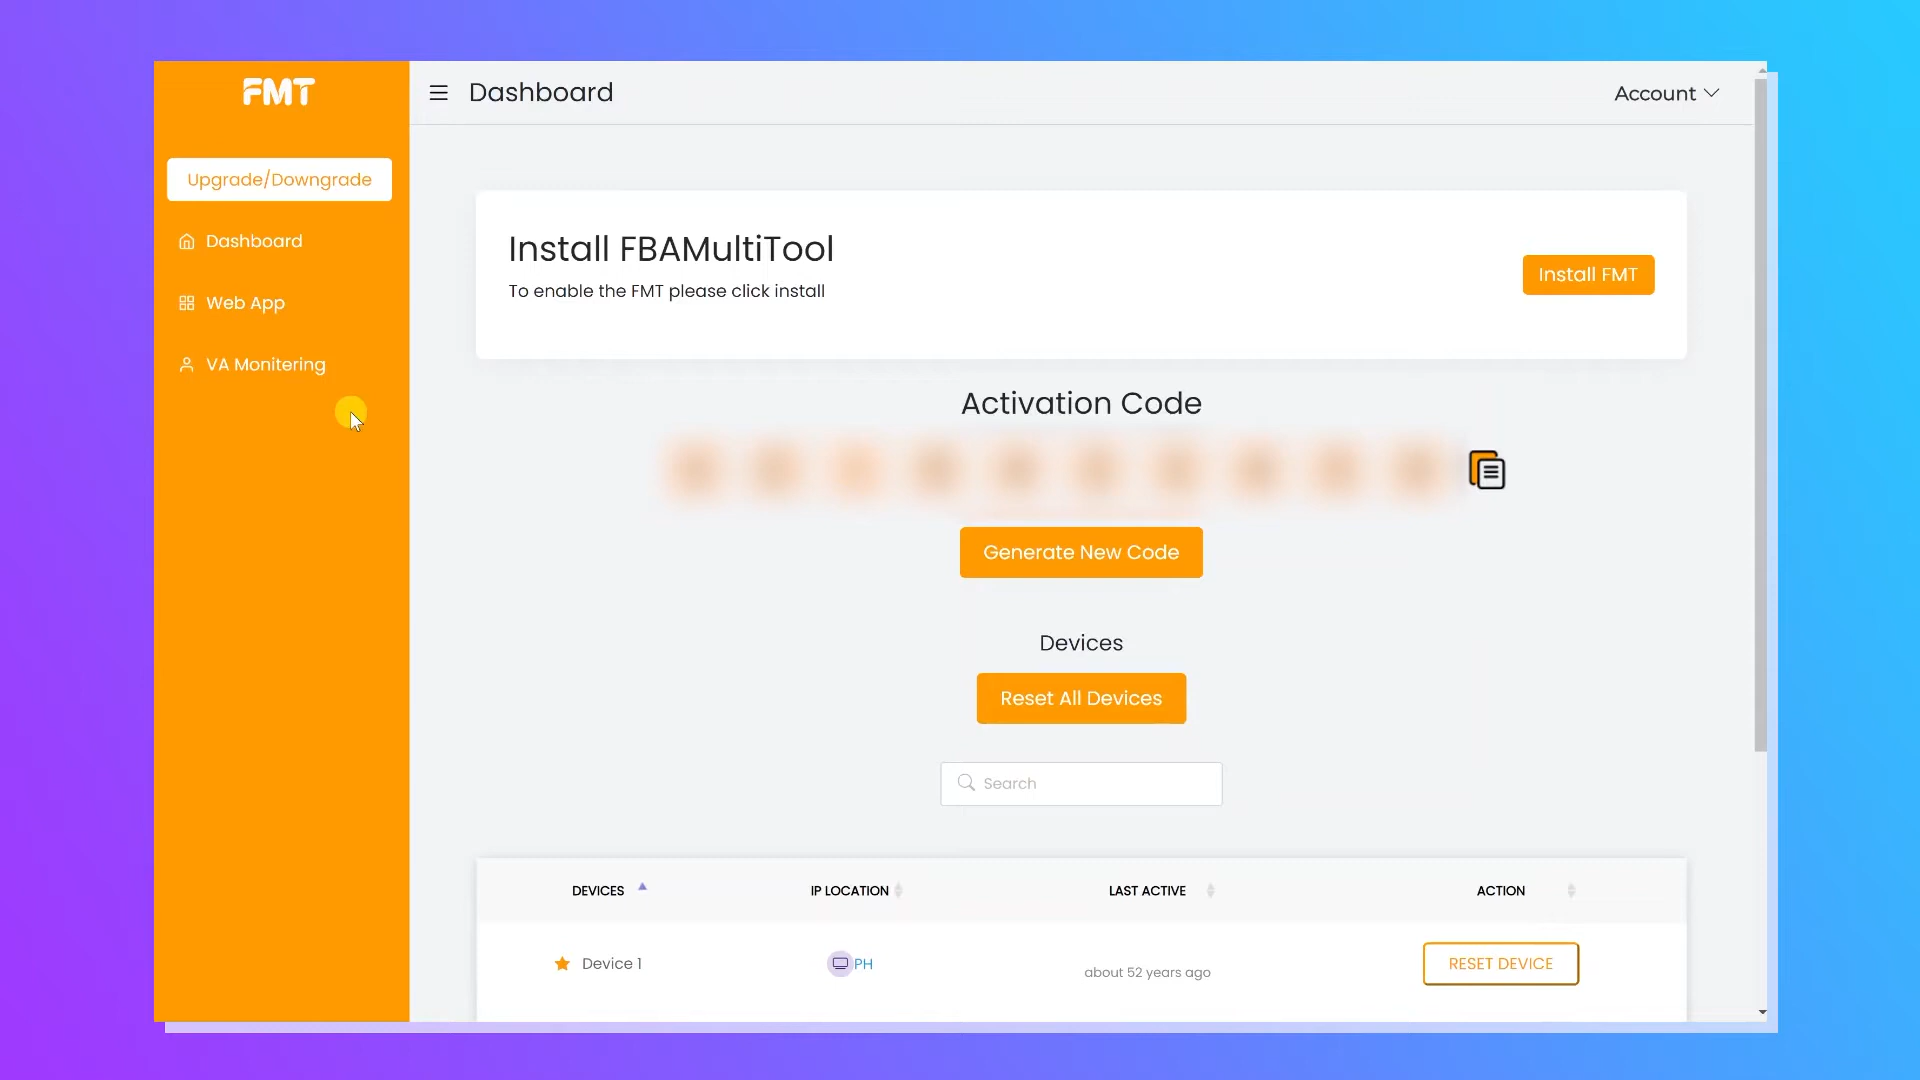 FMT
Dashboard
Account
Upgrade/Downgrade
Dashboard
Web App
VA Monitering
Install FBAMultiTool
To enable the FMT please click install
Install FMT
Activation Code
Generate New Code
Devices
Reset All Devices
Search
DEVICES IP LOCATION LAST ACTIVE ACTION
Device 1 PH about 52 years ago RESET DEVICE